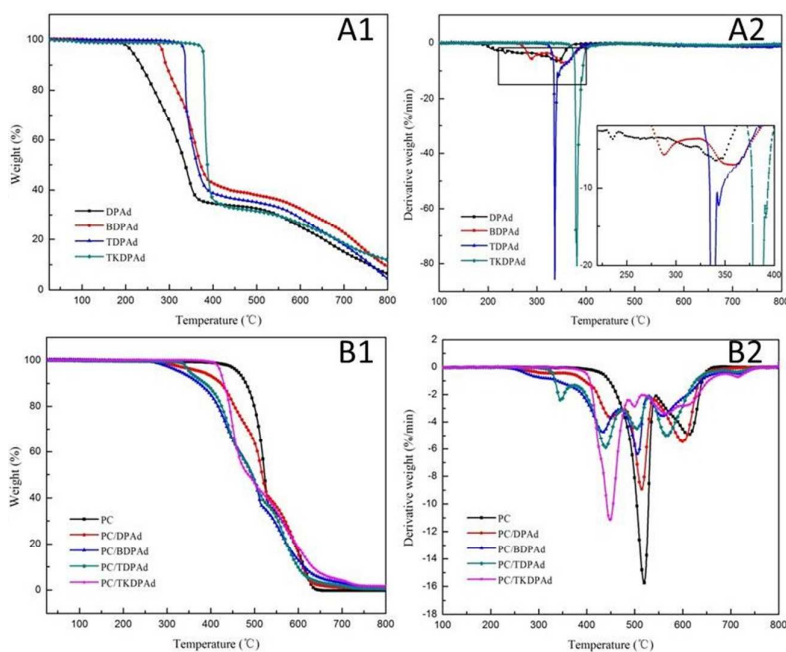 A1
100
80
60
40
20
0
Weight (%)
DPAd
BDPAd
TDPAd
TKDPAd
100 200 300 400 500 600 700 800
Temperature (℃)
A2
0
-20
-40
-60
-80
Derivative weight (%/min)
DPAd
BDPAd
TDPAd
TKDPAd
-5
-10
-15
-20
250 300 350 400
100 200 300 400 500 600 700 800
Temperature (℃)
B1
100
80
60
40
20
0
Weight (%)
PC
PC/DPAd
PC/BDPAd
PC/TDPAd
PC/TKDPAd
100 200 300 400 500 600 700 800
Temperature (℃)
B2
0
-2
-4
-6
-8
-10
-12
-14
-16
-18
Derivative weight (%/min)
PC
PC/DPAd
PC/BDPAd
PC/TDPAd
PC/TKDPAd
100 200 300 400 500 600 700 800
Temperature (℃)